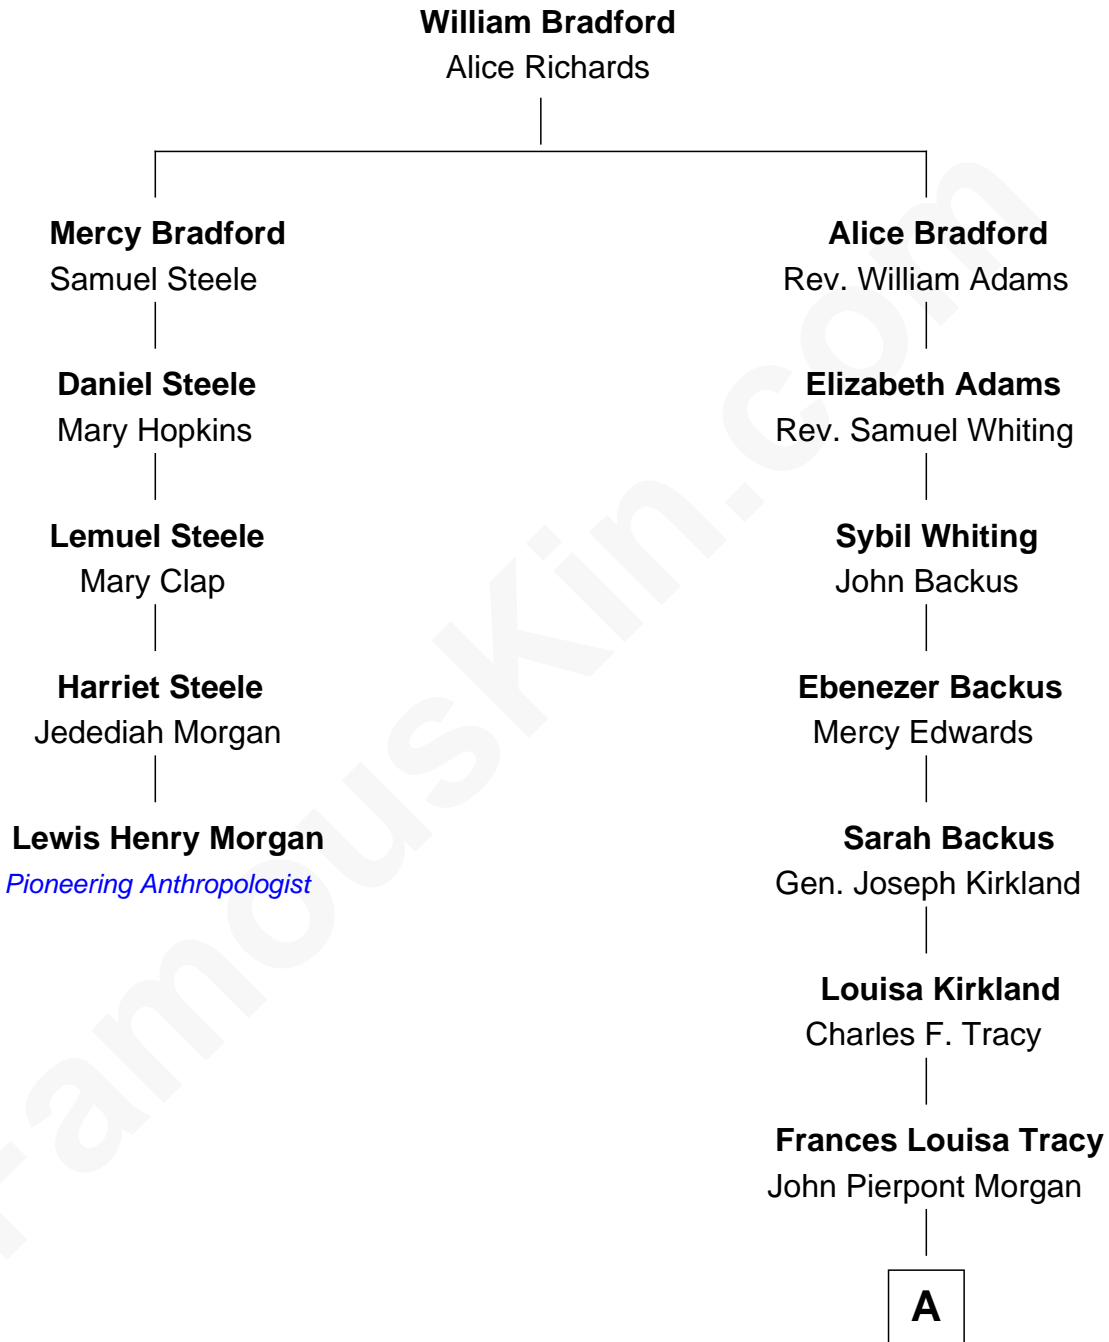 William Bradford
Alice Richards
Mercy Bradford
Samuel Steele
Daniel Steele
Mary Hopkins
Lemuel Steele
Mary Clap
Harriet Steele
Jedediah Morgan
Lewis Henry Morgan
Pioneering Anthropologist
Alice Bradford
Rev. William Adams
Elizabeth Adams
Rev. Samuel Whiting
Sybil Whiting
John Backus
Ebenezer Backus
Mercy Edwards
Sarah Backus
Gen. Joseph Kirkland
Louisa Kirkland
Charles F. Tracy
Frances Louisa Tracy
John Pierpont Morgan
A
FamousKin.com